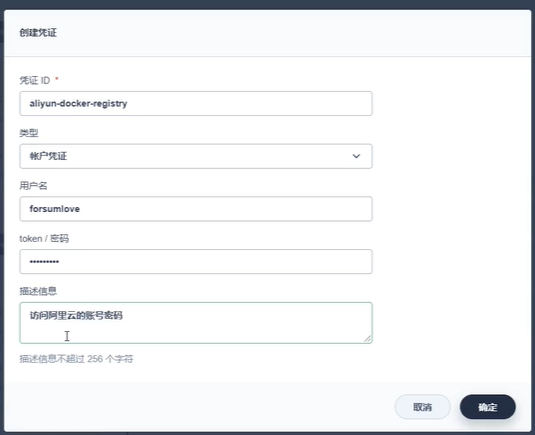 创建凭证
凭证 ID *
aliyun-docker-registry
类型
帐户凭证
用户名
forsumlove
token / 密码
•••••••••
描述信息
访问阿里云的账号密码
描述信息不超过 256 个字符
取消
确定